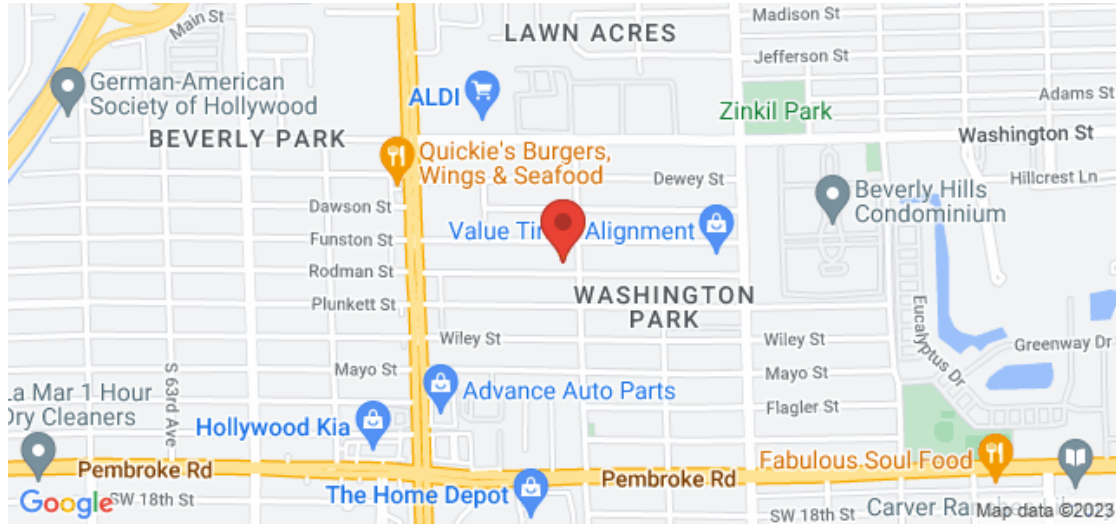 Madison St
Main St
LAWN ACRES
Jefferson St
German-American
Society of Hollywood
ALDI
Adams St
Zinkil Park
BEVERLY PARK
Washington St
Quickie's Burgers,
Wings & Seafood
Dewey St
Hillcrest Ln
Beverly Hills
Condominium
Dawson St
Funston St
Value Ti Alignment
Rodman St
WASHINGTON
PARK
Plunkett St
Wiley St
Wiley St
Eucalyptus Dr
Greenway Dr
S 63rd Ave
Mayo St
Mayo St
La Mar 1 Hour
Dry Cleaners
Advance Auto Parts
Flagler St
Hollywood Kia
Pembroke Rd
Fabulous Soul Food
Pembroke Rd
The Home Depot
Google
SW 18th St
SW 18th St
Carver Ran
Map data ©2023